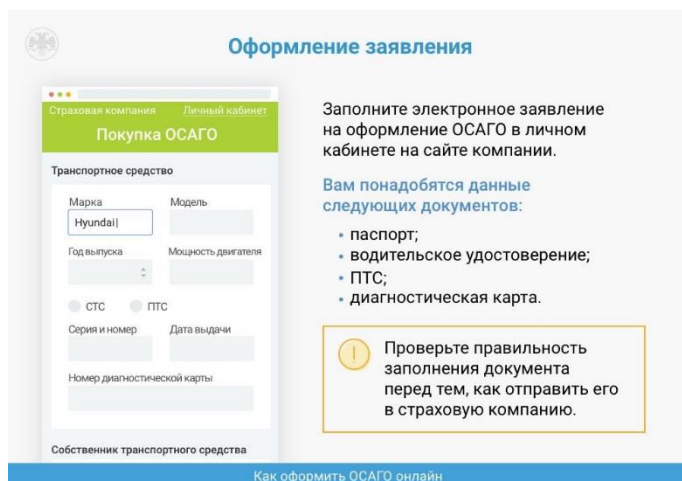 Оформление заявления
Страховая компания Личный кабинет
Покупка ОСАГО
Транспортное средство
Марка Модель
Hyundai|
Год выпуска Мощность двигателя
СТС ПТС
Серия и номер Дата выдачи
Номер диагностической карты
Собственник транспортного средства
Заполните электронное заявление
на оформление ОСАГО в личном
кабинете на сайте компании.
Вам понадобятся данные
следующих документов:
• паспорт;
• водительское удостоверение;
• ПТС;
• диагностическая карта.
Проверьте правильность
заполнения документа
перед тем, как отправить его
в страховую компанию.
Как оформить ОСАГО онлайн